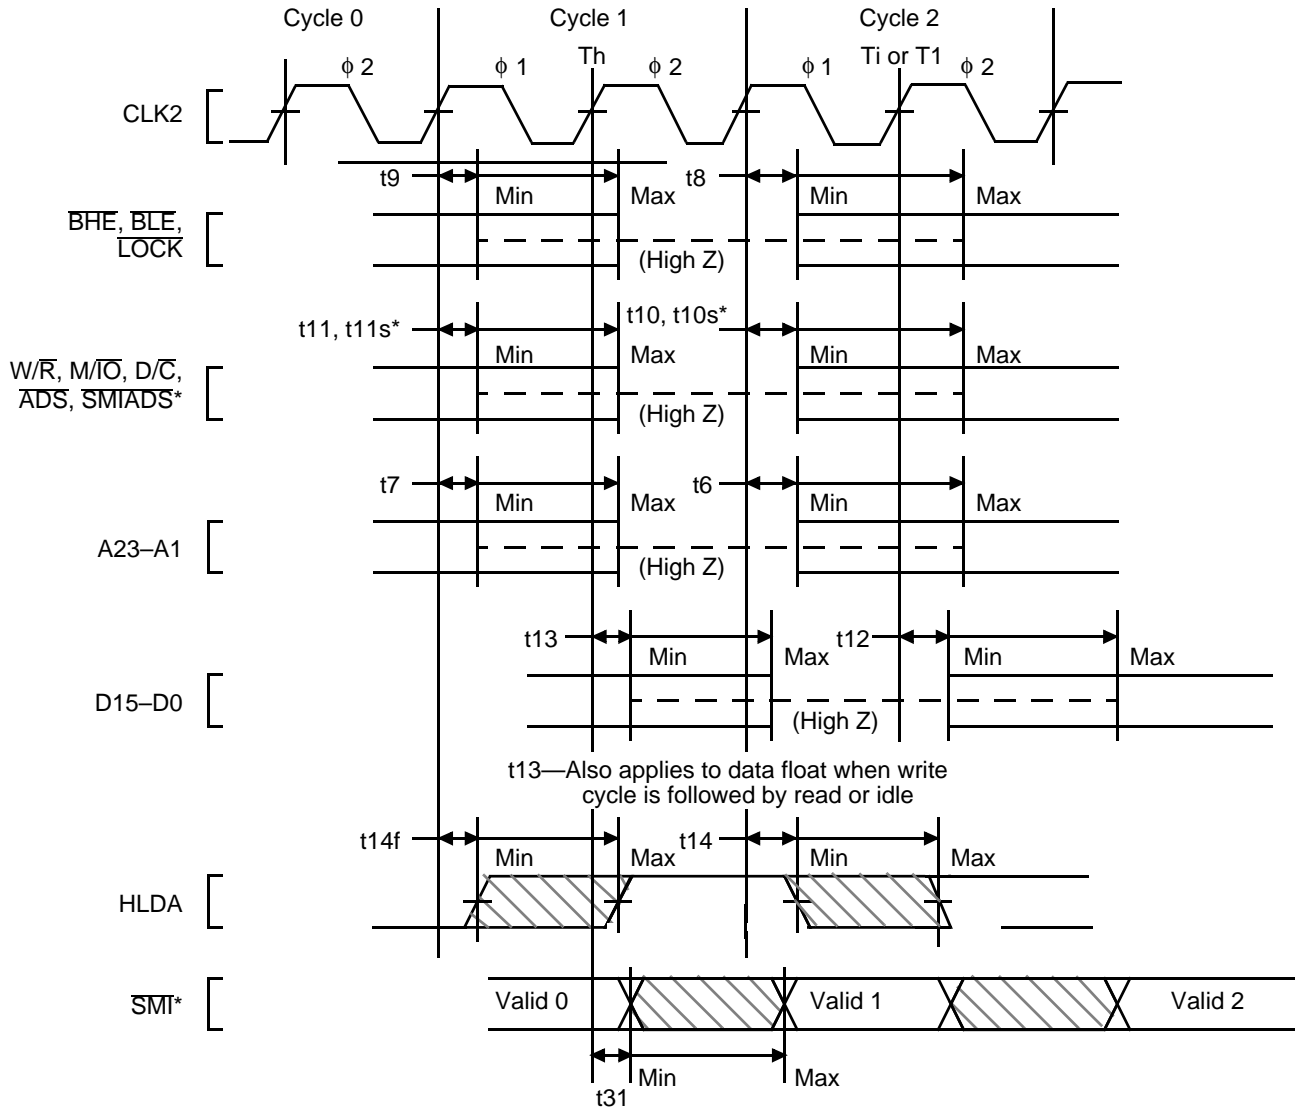 Cycle 0 Cycle 1 Cycle 2
Th Ti or T1
ϕ 2 ϕ 1 ϕ 2 ϕ 1 ϕ 2
CLK2
t9 t8
Min Max Min Max
BHE, BLE,
LOCK
(High Z)
t11, t11s* t10, t10s*
Min Max Min Max
W/R, M/IO, D/C,
ADS, SMIADS*
(High Z)
t7 t6
Min Max Min Max
A23–A1
(High Z)
t13 t12
Min Max Min Max
D15–D0
(High Z)
t13—Also applies to data float when write
cycle is followed by read or idle
t14f t14
Min Max Min Max
HLDA
SMI* Valid 0 Valid 1 Valid 2
Min Max
t31